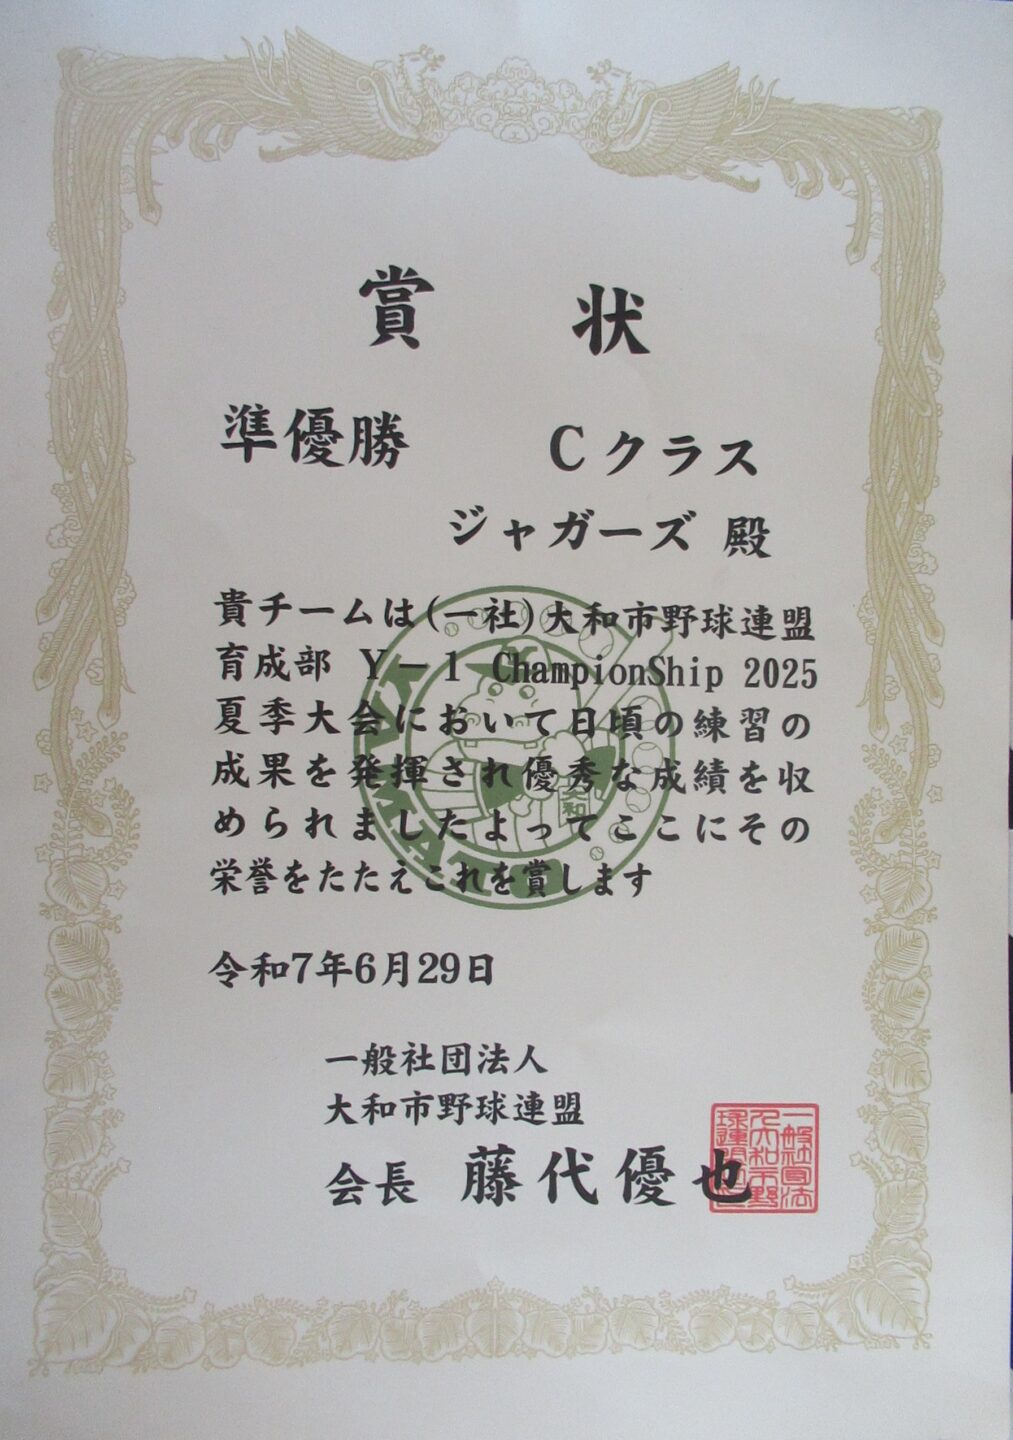 賞状
準優勝 Cクラス
ジャガーズ 殿
貴チームは(一社)大和市野球連盟
育成部 Y－1 ChampionShip 2025
夏季大会において日頃の練習の
成果を発揮され優秀な成績を収
められましたよってここにその
栄誉をたたえこれを賞します
令和7年6月29日
一般社団法人
大和市野球連盟
会長 藤代優也
YAMATO
大和